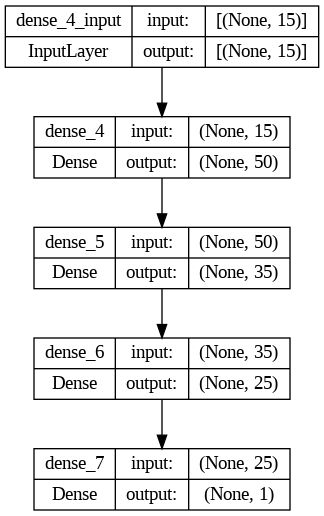 dense_4_input input: [(None, 15)]
InputLayer output: [(None, 15)]
dense_4 input: (None, 15)
Dense output: (None, 50)
dense_5 input: (None, 50)
Dense output: (None, 35)
dense_6 input: (None, 35)
Dense output: (None, 25)
dense_7 input: (None, 25)
Dense output: (None, 1)